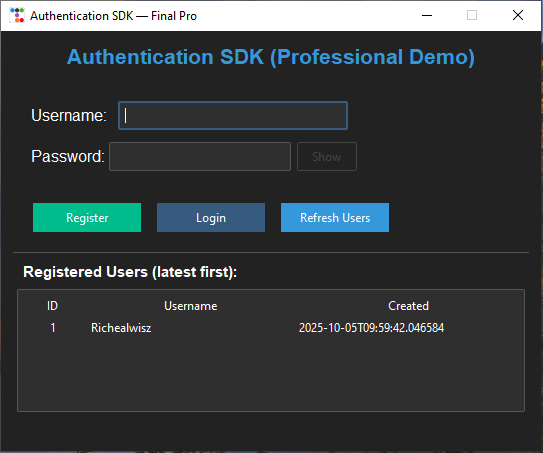 Authentication SDK — Final Pro
Authentication SDK (Professional Demo)
Username:
Password: Show
Register Login Refresh Users
Registered Users (latest first):
ID Username Created
1 Richealwisz 2025-10-05T09:59:42.046584